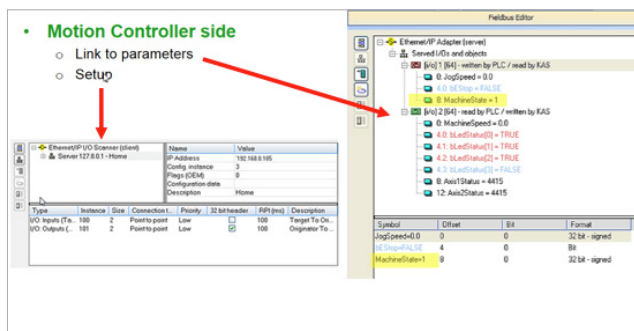 Motion Controller side
Link to parameters
Setup
Ethernet/IP I/O Scanner (client)
Server 127.0.0.1 - Home
Name Value
IP Address 192.168.0.105
Config. instance 3
Flags (OEM) 0
Configuration data
Description Home
Type Instance Size Connection t... Priority 32 bit header RPI (ms) Description
I/O: Inputs (Ta... 100 2 Point to point Low 100 Target To Ori...
I/O: Outputs (... 101 2 Point to point Low 100 Originator To ...
Fieldbus Editor
Ethernet/IP Adapter (server)
Served I/Os and objects
[i/o] 1 [64] - written by PLC / read by KAS
0: JogSpeed = 0.0
4.0: bEStop = FALSE
8: MachineState = 1
[i/o] 2 [64] - read by PLC / written by KAS
0: MachineSpeed = 0.0
4.0: bLedStatus[0] = TRUE
4.1: bLedStatus[1] = TRUE
4.2: bLedStatus[2] = TRUE
4.3: bLedStatus[3] = FALSE
8: Axis1Status = 4415
12: Axis2Status = 4415
Symbol Offset Bit Format
JogSpeed=0.0 0 0 32 bit - signed
bEStop=FALSE 4 0 Bit
MachineState=1 8 0 32 bit - signed